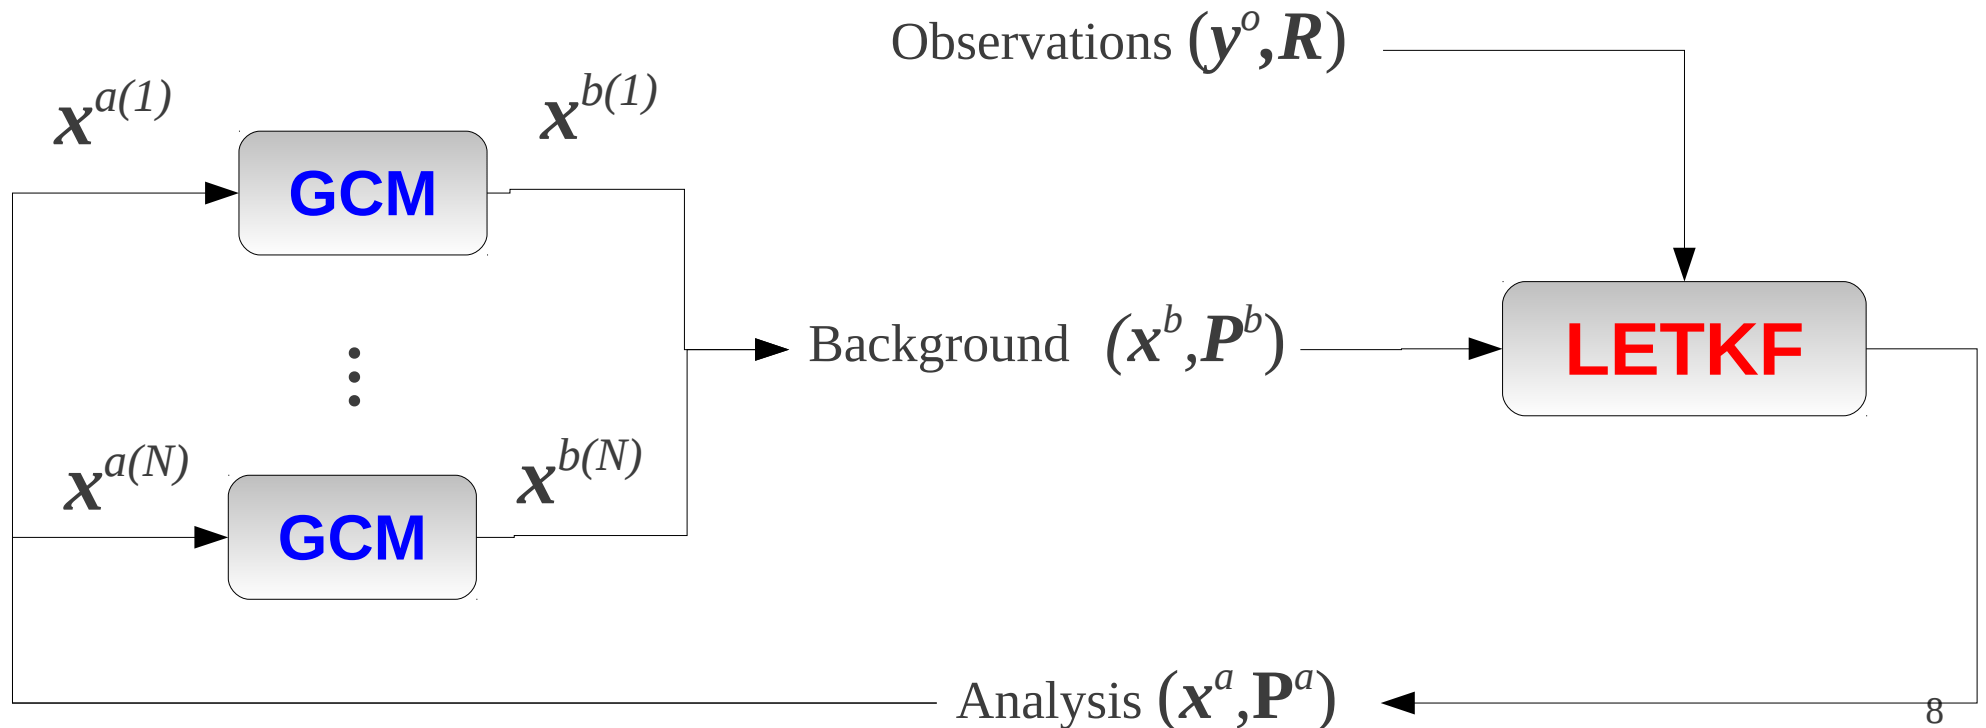 Observations (y^o,R)
x^a(1)
x^b(1)
GCM
Background (x^b,P^b)
LETKF
x^a(N)
x^b(N)
GCM
Analysis (x^a,P^a)
8